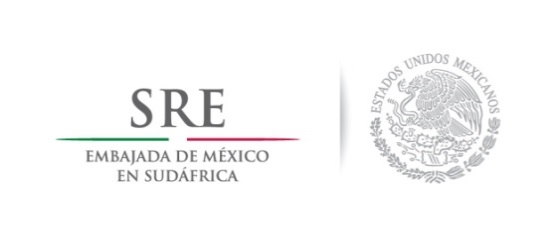 SRE
EMBAJADA DE MÉXICO
EN SUDÁFRICA
ESTADOS UNIDOS MEXICANOS